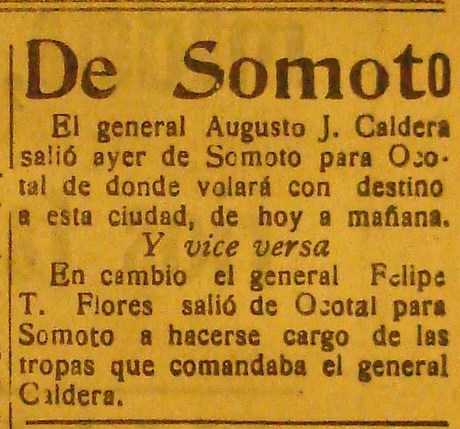 De Somoto
El general Augusto J. Caldera
salió ayer de Somoto para Oco-
tal de donde volará con destino
a esta ciudad, de hoy a mañana.
Y vice versa
En cambio el general Felipe
T. Flores salió de Ocotal para
Somoto a hacerse cargo de las
tropas que comandaba el general
Caldera.